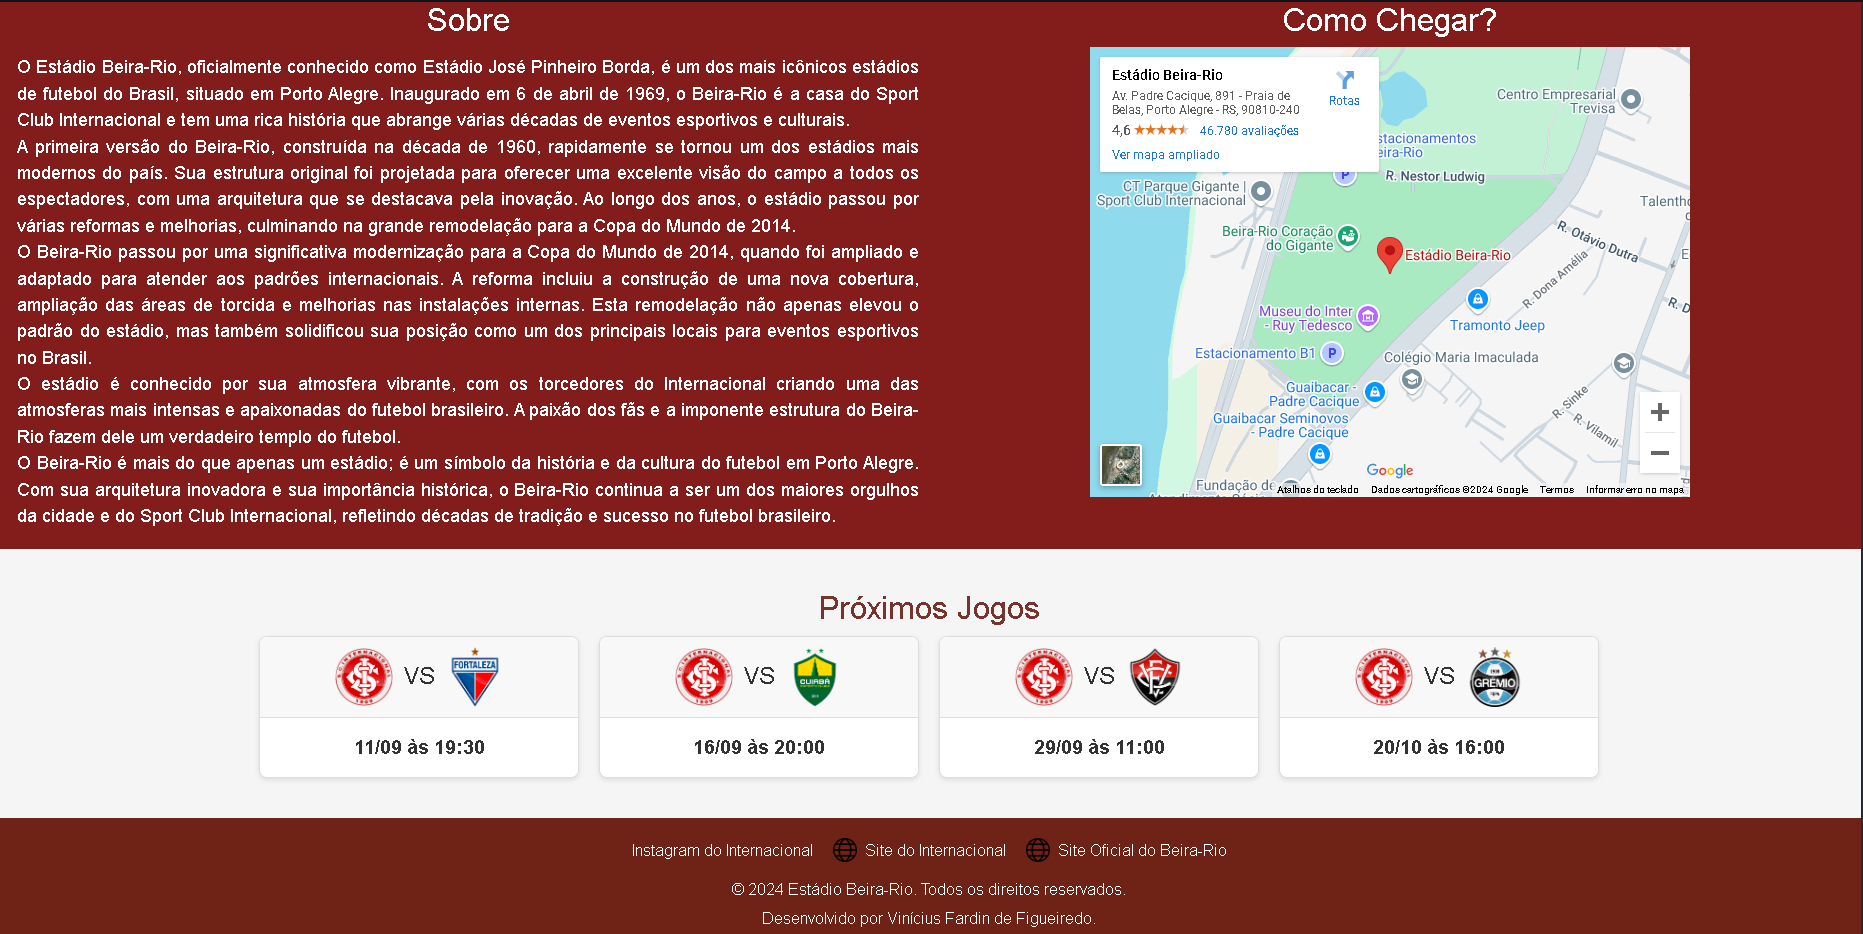 Sobre
O Estádio Beira-Rio, oficialmente conhecido como Estádio José Pinheiro Borda, é um dos mais icônicos estádios
de futebol do Brasil, situado em Porto Alegre. Inaugurado em 6 de abril de 1969, o Beira-Rio é a casa do Sport
Club Internacional e tem uma rica história que abrange várias décadas de eventos esportivos e culturais.
A primeira versão do Beira-Rio, construída na década de 1960, rapidamente se tornou um dos estádios mais
modernos do país. Sua estrutura original foi projetada para oferecer uma excelente visão do campo a todos os
espectadores, com uma arquitetura que se destacava pela inovação. Ao longo dos anos, o estádio passou por
várias reformas e melhorias, culminando na grande remodelação para a Copa do Mundo de 2014.
O Beira-Rio passou por uma significativa modernização para a Copa do Mundo de 2014, quando foi ampliado e
adaptado para atender aos padrões internacionais. A reforma incluiu a construção de uma nova cobertura,
ampliação das áreas de torcida e melhorias nas instalações internas. Esta remodelação não apenas elevou o
padrão do estádio, mas também solidificou sua posição como um dos principais locais para eventos esportivos
no Brasil.
O estádio é conhecido por sua atmosfera vibrante, com os torcedores do Internacional criando uma das
atmosferas mais intensas e apaixonadas do futebol brasileiro. A paixão dos fãs e a imponente estrutura do Beira-
Rio fazem dele um verdadeiro templo do futebol.
O Beira-Rio é mais do que apenas um estádio; é um símbolo da história e da cultura do futebol em Porto Alegre.
Com sua arquitetura inovadora e sua importância histórica, o Beira-Rio continua a ser um dos maiores orgulhos
da cidade e do Sport Club Internacional, refletindo décadas de tradição e sucesso no futebol brasileiro.
Como Chegar?
Estádio Beira-Rio
Av. Padre Cacique, 891 - Praia de
Belas, Porto Alegre - RS, 90810-240
4,6 46.780 avaliações
Ver mapa ampliado
Rotas
Centro Empresarial
Trevisa
stacionamentos
eira-Rio
P
R. Nestor Ludwig
CT Parque Gigante |
Sport Club Internacional
Talentho
Beira-Rio Coração
do Gigante
Estádio Beira-Rio
R. Otávio Dutra
E
R. Dona Amélia
R. D
Museu do Inter
- Ruy Tedesco
Tramonto Jeep
Estacionamento B1
P
Colégio Maria Imaculada
Guaibacar -
Padre Cacique
Guaibacar Seminovos
- Padre Cacique
R. Sinke
R. Vilamil
Google
Fundação de
Atalhos do teclado
Dados cartográficos ©2024 Google
Termos
Informar erro no mapa
Próximos Jogos
S.C. INTERNACIONAL 1909 VS FORTALEZA
11/09 às 19:30
S.C. INTERNACIONAL 1909 VS CUIABÁ
16/09 às 20:00
S.C. INTERNACIONAL 1909 VS
29/09 às 11:00
S.C. INTERNACIONAL 1909 VS GRÊMIO
20/10 às 16:00
Instagram do Internacional
Site do Internacional
Site Oficial do Beira-Rio
© 2024 Estádio Beira-Rio. Todos os direitos reservados.
Desenvolvido por Vinícius Fardin de Figueiredo.